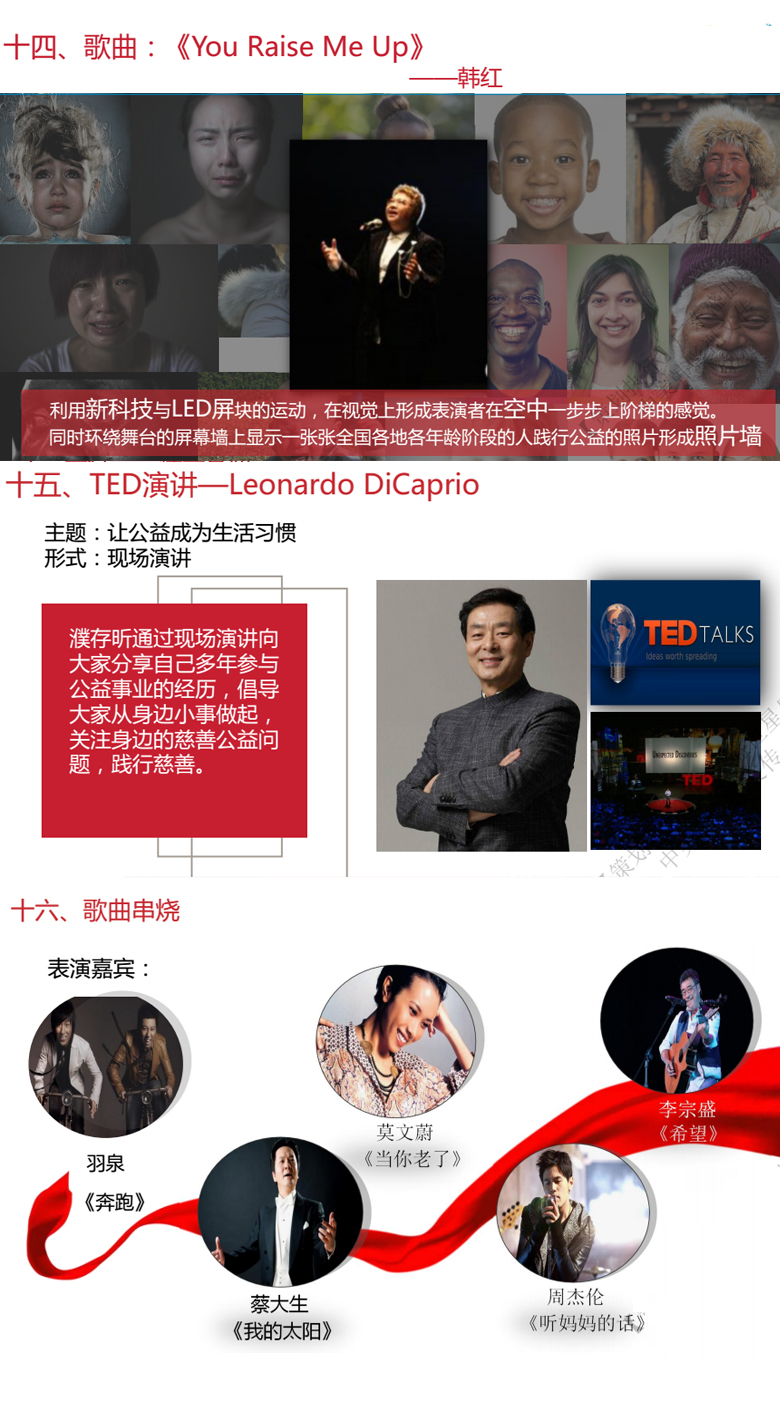 十四、歌曲：《You Raise Me Up》
——韩红
利用新科技与LED屏块的运动，在视觉上形成表演者在空中一步步上阶梯的感觉。
同时环绕舞台的屏幕墙上显示一张张全国各地各年龄阶段的人践行公益的照片形成照片墙
十五、TED演讲—Leonardo DiCaprio
主题：让公益成为生活习惯
形式：现场演讲
濮存昕通过现场演讲向
大家分享自己多年参与
公益事业的经历，倡导
大家从身边小事做起，
关注身边的慈善公益问
题，践行慈善。
TED TALKS
Ideas worth spreading
UNEXPECTED DISCOVERIES
TED
十六、歌曲串烧
表演嘉宾：
羽泉
《奔跑》
蔡大生
《我的太阳》
莫文蔚
《当你老了》
周杰伦
《听妈妈的话》
李宗盛
《希望》